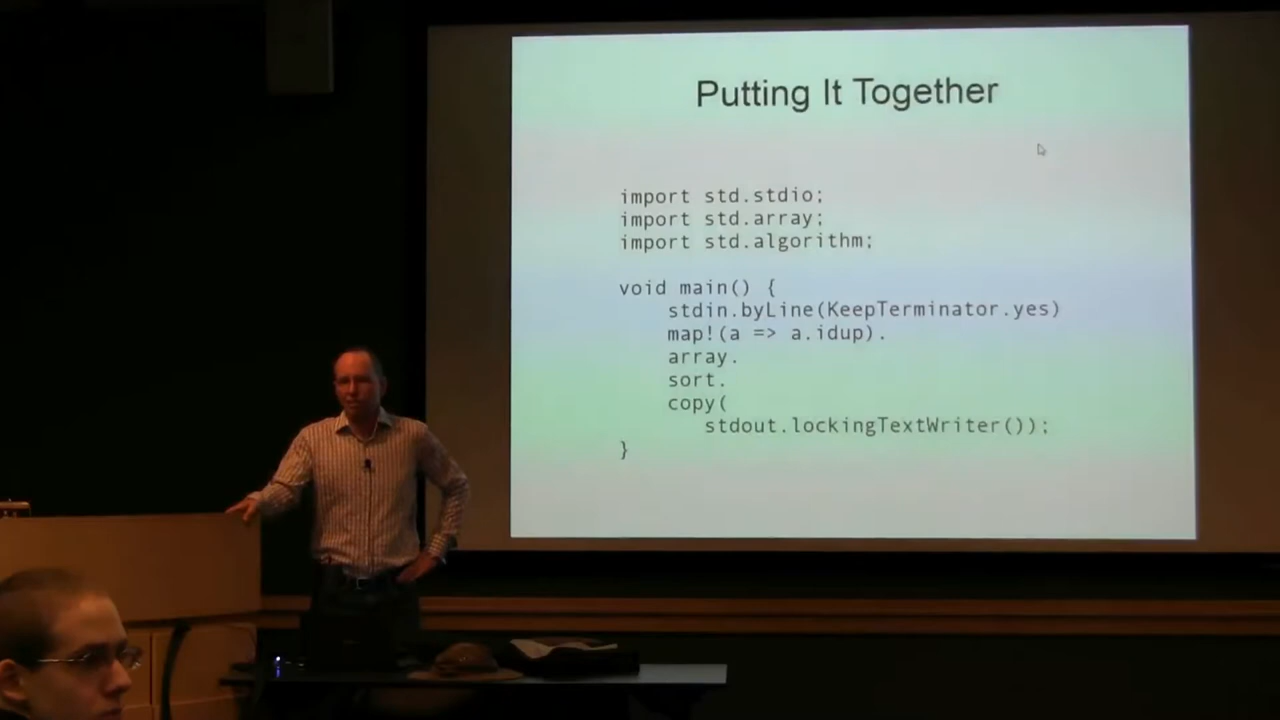 Putting It Together
import std.stdio;
import std.array;
import std.algorithm;
void main() {
stdin.byLine(KeepTerminator.yes)
map!(a => a.idup).
array.
sort.
copy(
stdout.lockingTextWriter());
}